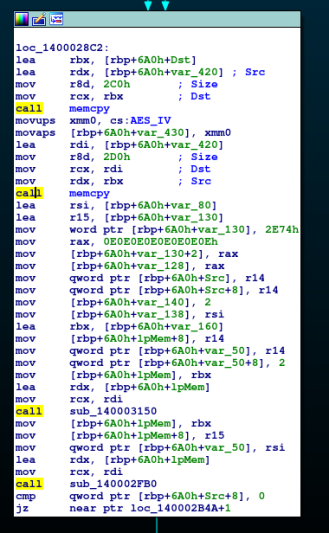 loc_1400028C2:
lea rbx, [rbp+6A0h+Dst]
lea rdx, [rbp+6A0h+var_420] ; Src
mov r8d, 2C0h ; Size
mov rcx, rbx ; Dst
call memcpy
movups xmm0, cs:AES_IV
movaps [rbp+6A0h+var_430], xmm0
lea rdi, [rbp+6A0h+var_420]
mov r8d, 2D0h ; Size
mov rcx, rdi ; Dst
mov rdx, rbx ; Src
call memcpy
lea rsi, [rbp+6A0h+var_80]
lea r15, [rbp+6A0h+var_130]
mov word ptr [rbp+6A0h+var_130], 2E74h
mov rax, 0E0E0E0E0E0E0E0Eh
mov [rbp+6A0h+var_130+2], rax
mov [rbp+6A0h+var_128], rax
mov qword ptr [rbp+6A0h+Src], r14
mov qword ptr [rbp+6A0h+Src+8], r14
mov [rbp+6A0h+var_140], 2
mov [rbp+6A0h+var_138], rsi
lea rbx, [rbp+6A0h+var_160]
mov [rbp+6A0h+lpMem+8], r14
mov qword ptr [rbp+6A0h+var_50], r14
mov qword ptr [rbp+6A0h+var_50+8], 2
mov [rbp+6A0h+lpMem], rbx
lea rdx, [rbp+6A0h+lpMem]
mov rcx, rdi
call sub_140003150
mov [rbp+6A0h+lpMem], rbx
mov [rbp+6A0h+lpMem+8], r15
mov qword ptr [rbp+6A0h+var_50], rsi
lea rdx, [rbp+6A0h+lpMem]
mov rcx, rdi
call sub_140002FB0
cmp qword ptr [rbp+6A0h+Src+8], 0
jz near ptr loc_140002B4A+1